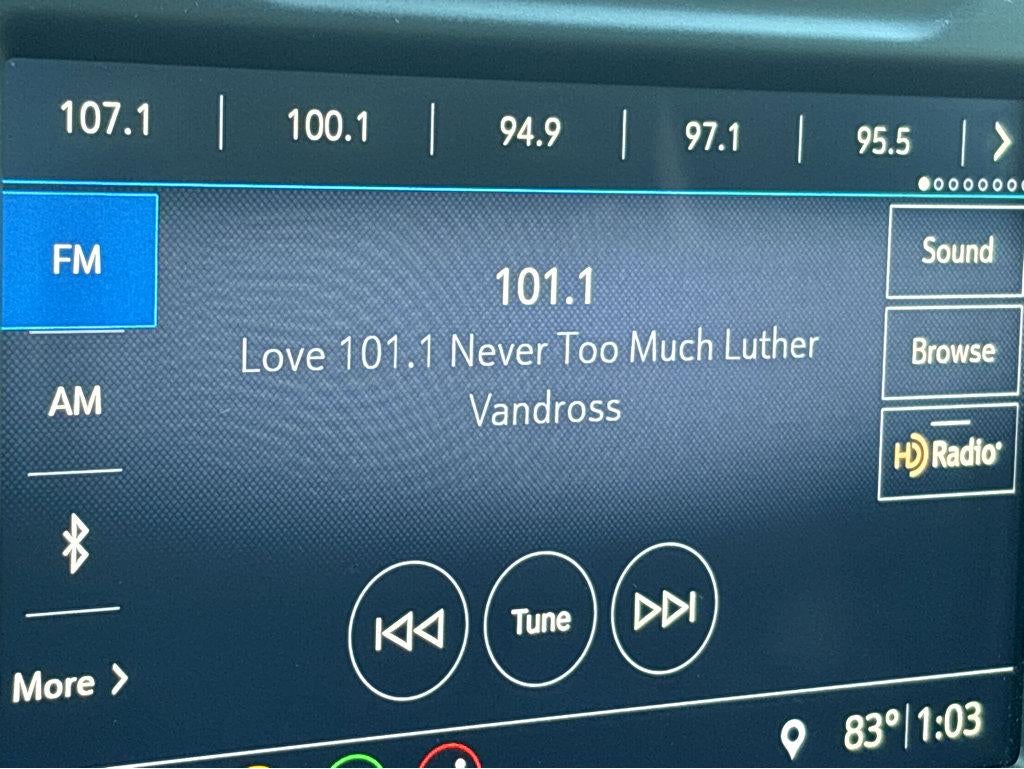 107.1 | 100.1 | 94.9 | 97.1 | 95.5
FM
AM
More
101.1
Love 101.1 Never Too Much Luther
Vandross
Sound
Browse
HD Radio
Tune
83° | 1:03